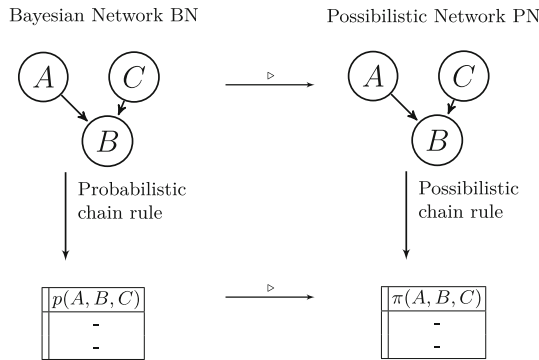 Bayesian Network BN
Possibilistic Network PN
A
C
B
▷
A
C
B
Probabilistic
chain rule
Possibilistic
chain rule
p(A, B, C)
-
-
▷
π(A, B, C)
-
-